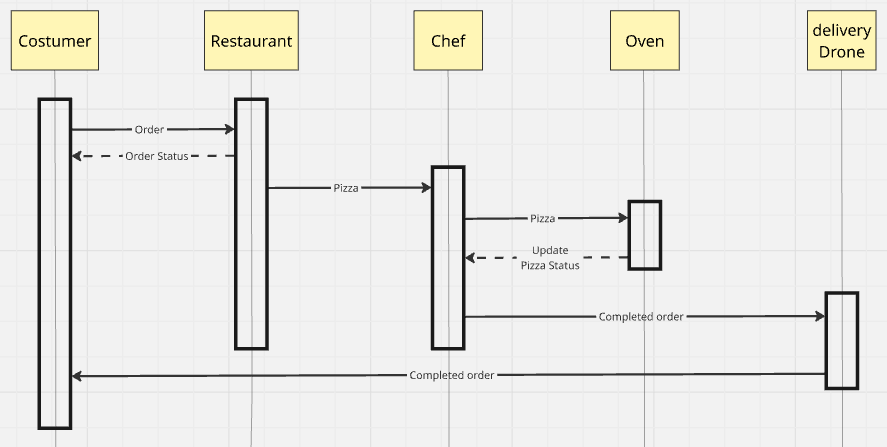 Costumer
Restaurant
Chef
Oven
delivery
Drone
Order
Order Status
Pizza
Pizza
Update
Pizza Status
Completed order
Completed order